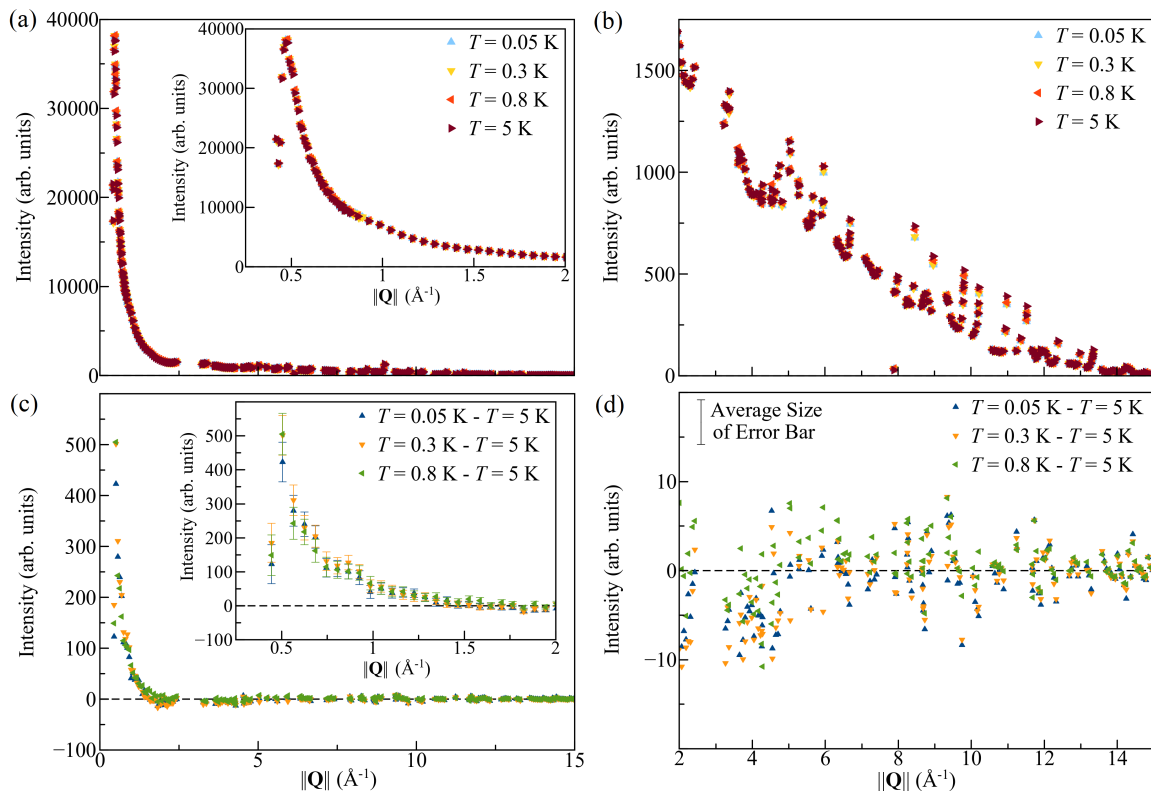 (a)
40000
30000
20000
10000
0
Intensity (arb. units)
40000
30000
20000
10000
0
Intensity (arb. units)
0.5
1
1.5
2
||Q|| (Å⁻¹)
T = 0.05 K
T = 0.3 K
T = 0.8 K
T = 5 K
(b)
1500
1000
500
0
Intensity (arb. units)
T = 0.05 K
T = 0.3 K
T = 0.8 K
T = 5 K
(c)
500
400
300
200
100
0
−100
Intensity (arb. units)
0
5
10
15
||Q|| (Å⁻¹)
500
400
300
200
100
0
−100
Intensity (arb. units)
0.5
1
1.5
2
||Q|| (Å⁻¹)
T = 0.05 K - T = 5 K
T = 0.3 K - T = 5 K
T = 0.8 K - T = 5 K
(d)
Average Size
of Error Bar
T = 0.05 K - T = 5 K
T = 0.3 K - T = 5 K
T = 0.8 K - T = 5 K
10
0
−10
Intensity (arb. units)
2
4
6
8
10
12
14
||Q|| (Å⁻¹)